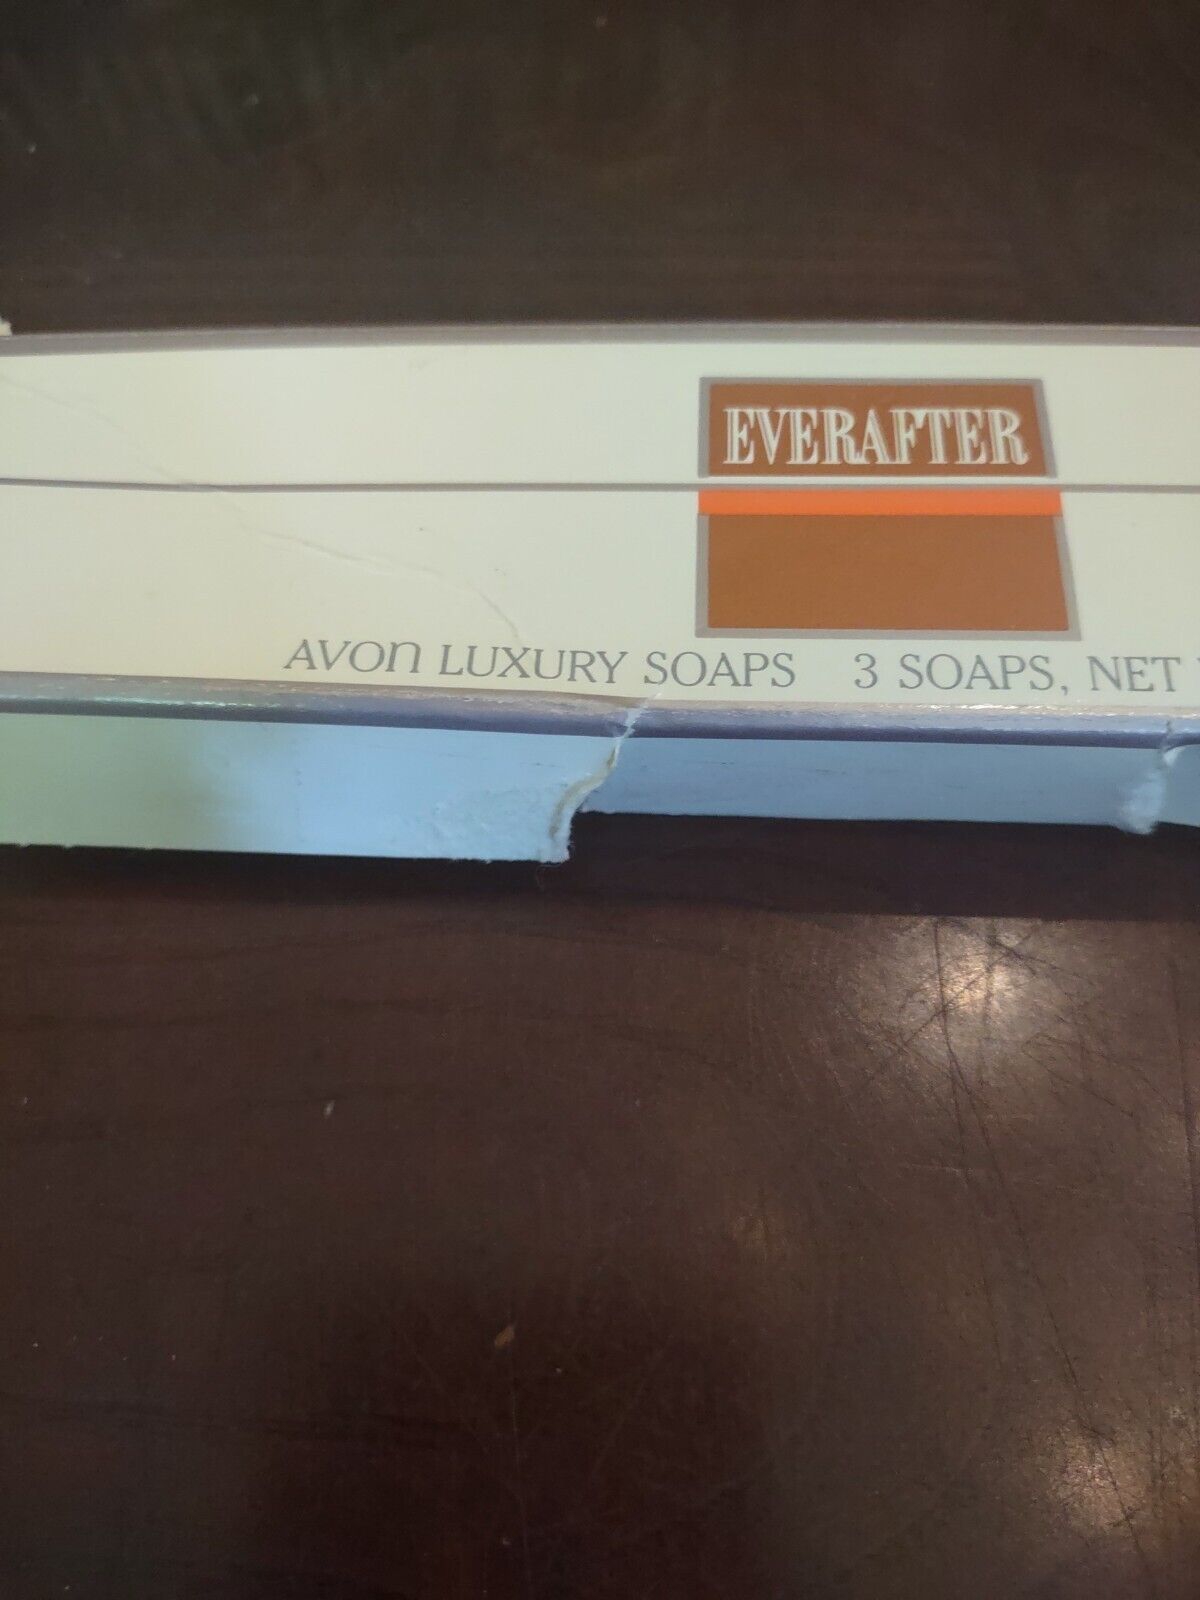 EVERAFTER
AVON LUXURY SOAPS 3 SOAPS, NET